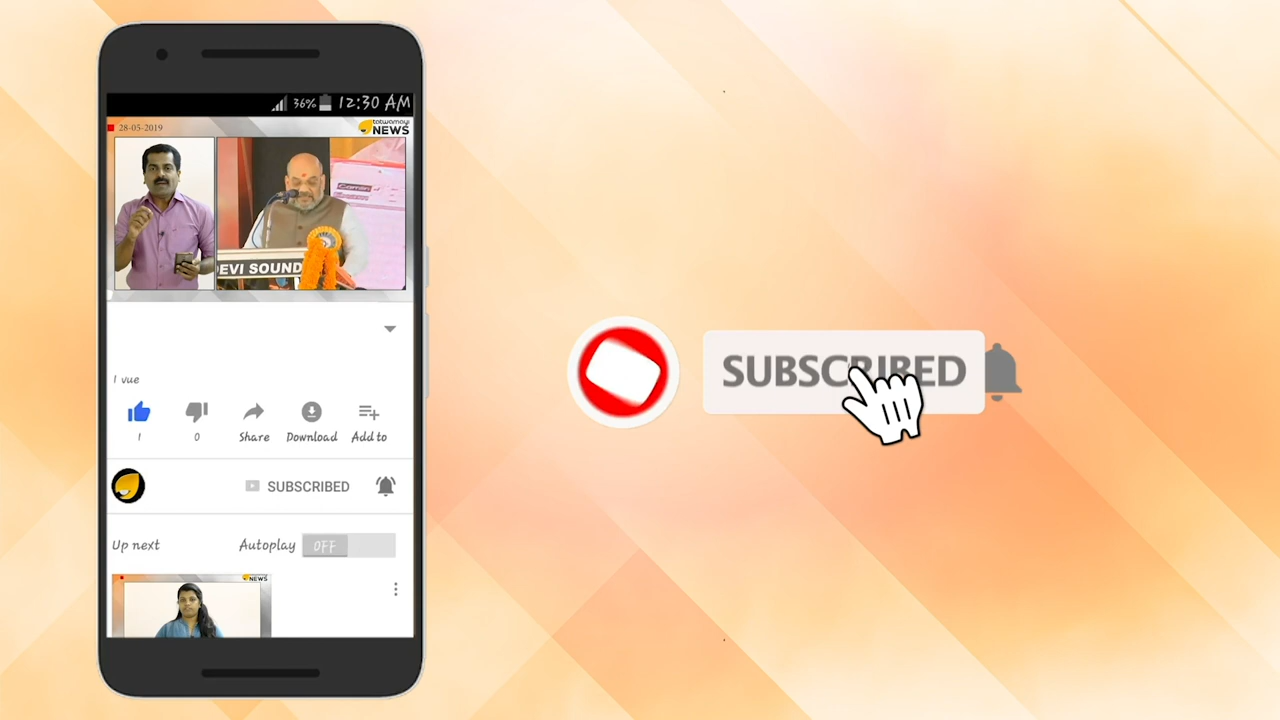 36% 12:30 AM
28-05-2019
tatwamayi
NEWS
DEVI SOUND
1 vue
1 0 Share Download Add to
SUBSCRIBED
Up next Autoplay OFF
NEWS
SUBSCRIBED